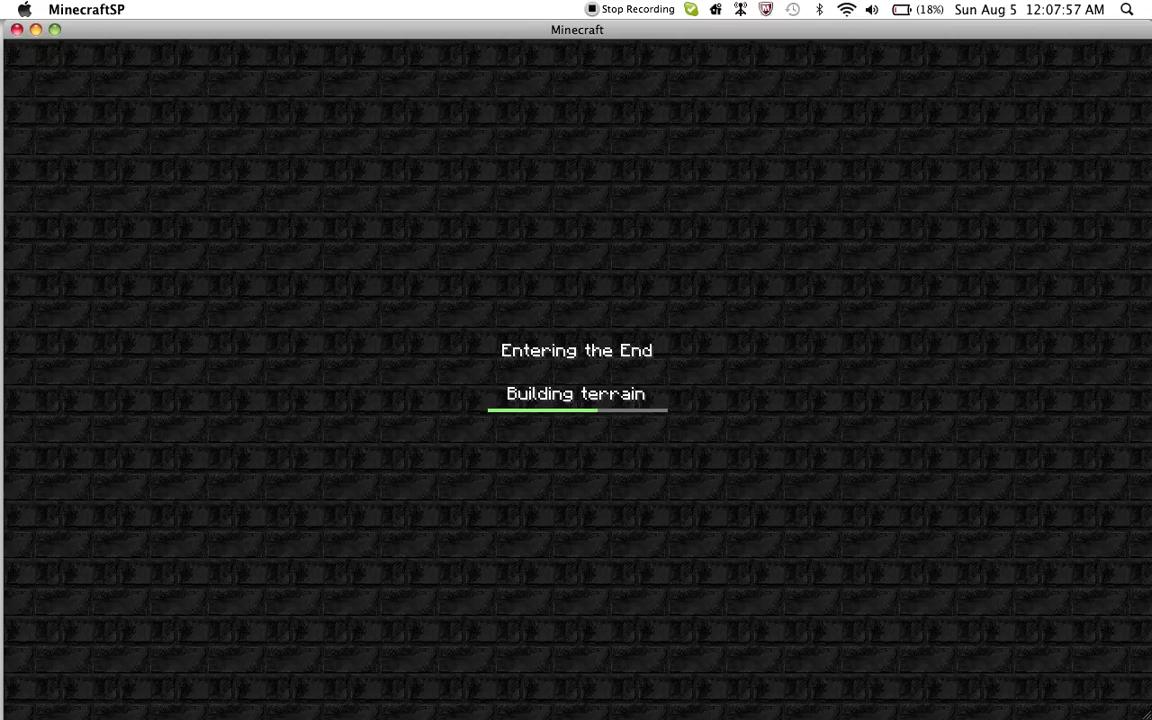 MinecraftSP Stop Recording (18%) Sun Aug 5 12:07:57 AM
Minecraft
Entering the End
Building terrain